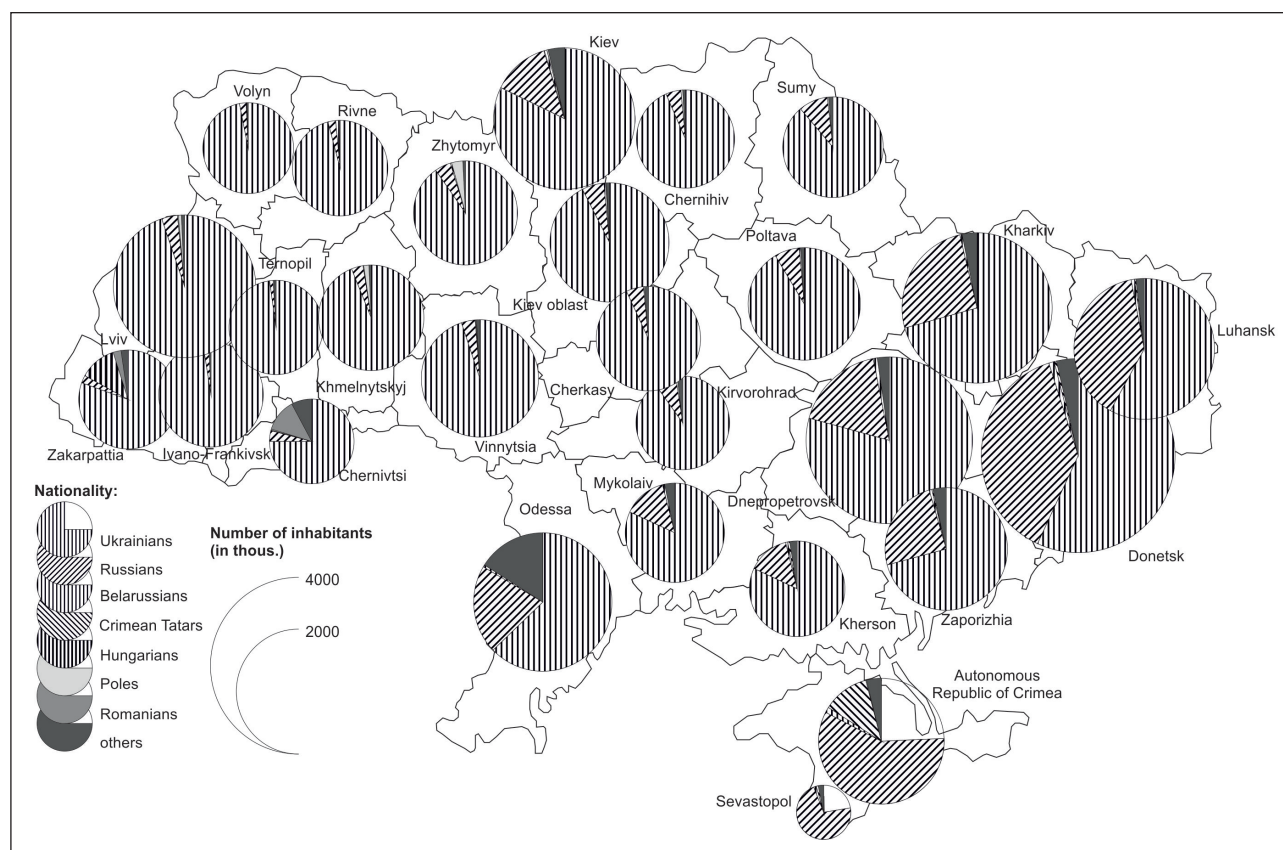 Kiev
Volyn
Rivne
Sumy
Zhytomyr
Chernihiv
Poltava
Kharkiv
Ternopil
Kiev oblast
Luhansk
Lviv
Khmelnytskyj
Cherkasy
Kirvorohrad
Zakarpattia
Ivano-Frankivsk
Vinnytsia
Chernivtsi
Mykolaiv
Dnepropetrovsk
Odessa
Donetsk
Kherson
Zaporizhia
Autonomous
Republic of Crimea
Sevastopol
Nationality:
Ukrainians
Russians
Belarussians
Crimean Tatars
Hungarians
Poles
Romanians
others
Number of inhabitants
(in thous.)
4000
2000